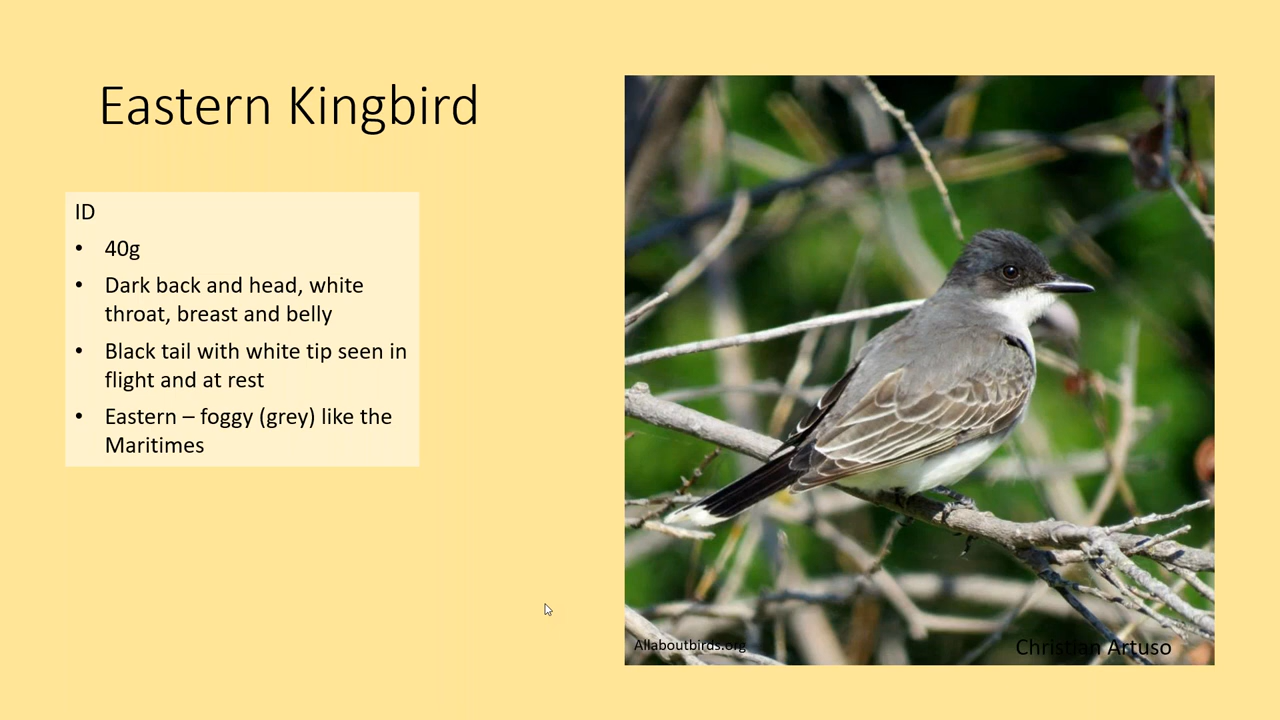 Eastern Kingbird
ID
• 40g
• Dark back and head, white
throat, breast and belly
• Black tail with white tip seen in
flight and at rest
• Eastern – foggy (grey) like the
Maritimes
Allaboutbirds.org
Christian Artuso